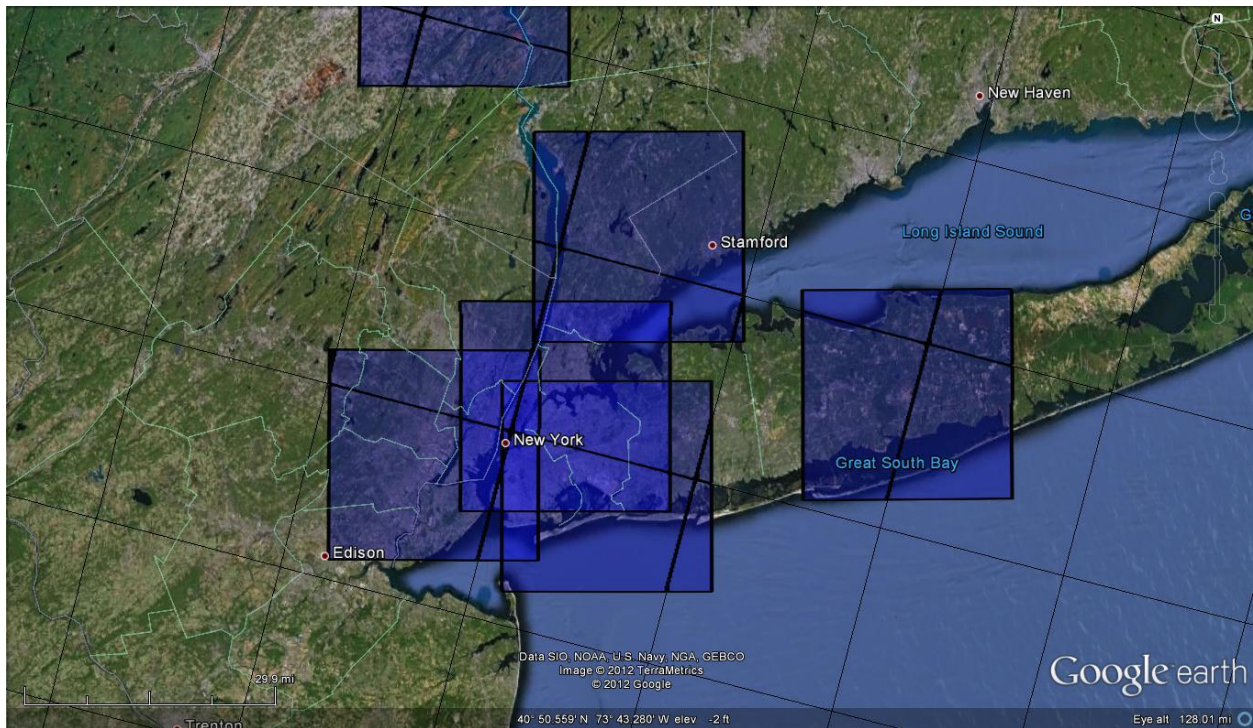 N
New Haven
Stamford
Long Island Sound
G
New York
Great South Bay
Edison
Data SIO, NOAA, U.S. Navy, NGA, GEBCO
Image © 2012 TerraMetrics
© 2012 Google
Google earth
29.9 mi
Trenton
40° 50.559' N 73° 43.280' W elev -2 ft
Eye alt 128.01 mi